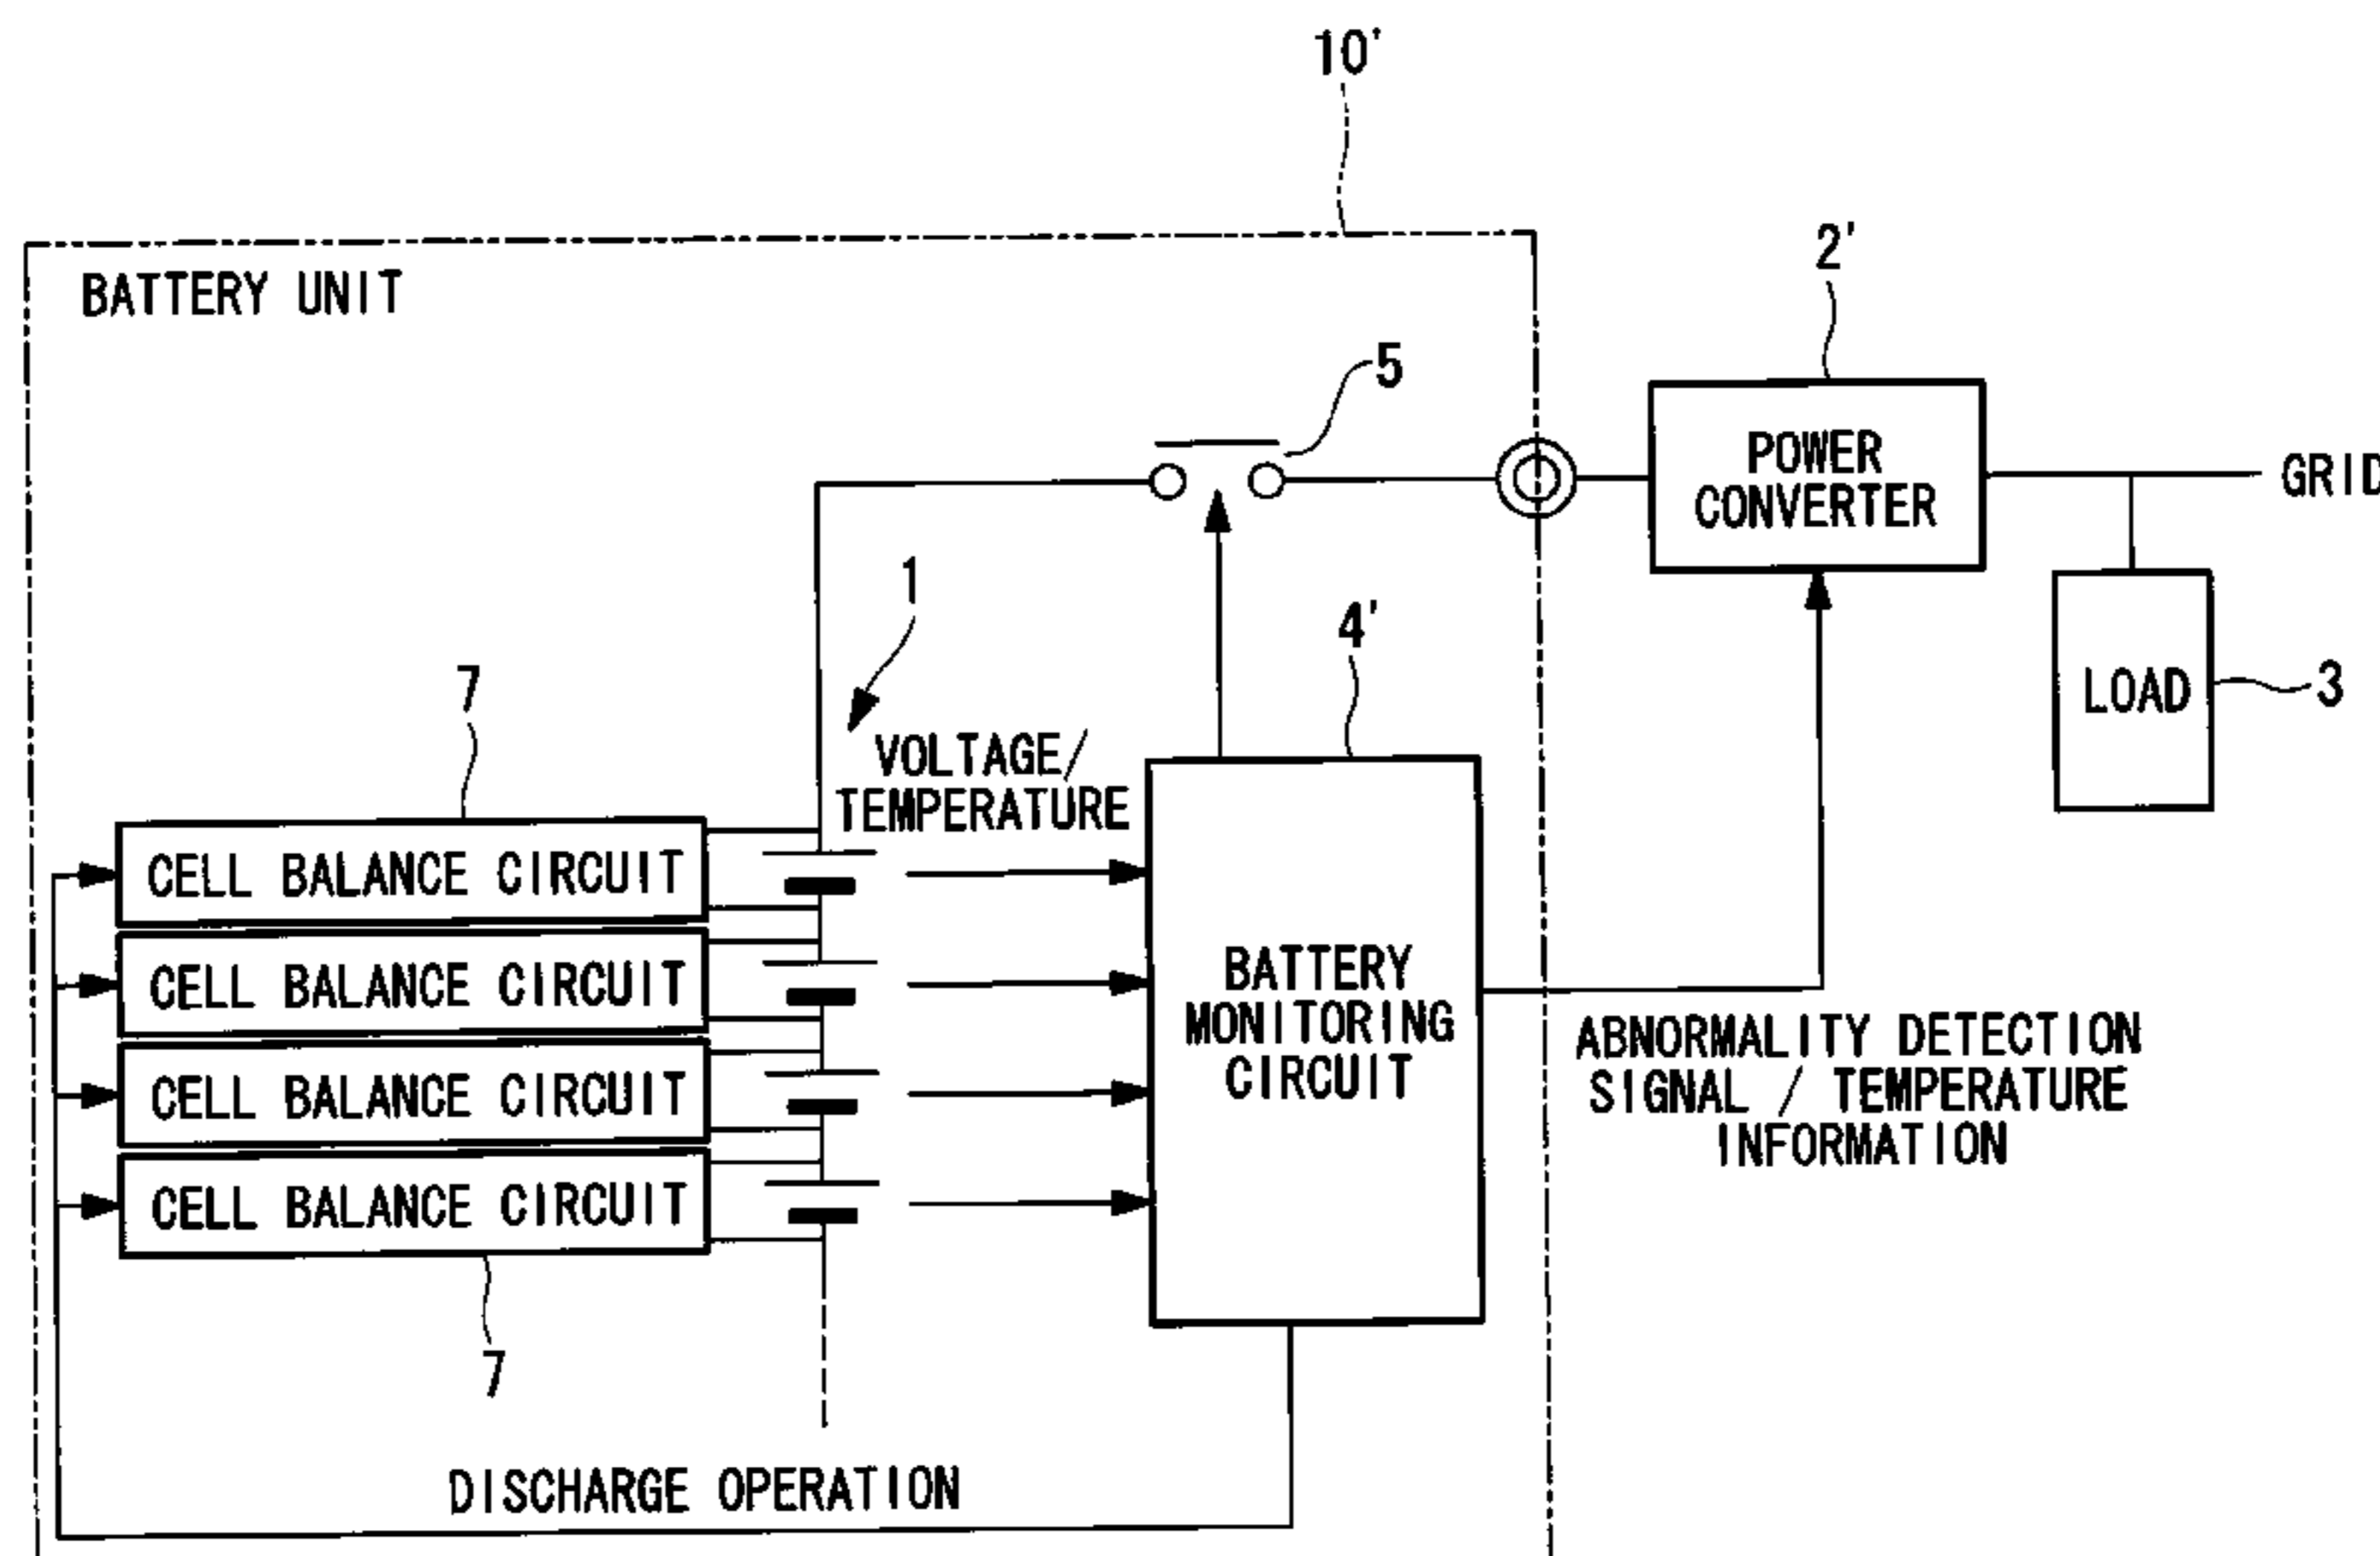 10'
BATTERY UNIT
2'
5
POWER
CONVERTER
GRID
1
4'
LOAD
3
7
VOLTAGE/
TEMPERATURE
CELL BALANCE CIRCUIT
CELL BALANCE CIRCUIT
CELL BALANCE CIRCUIT
CELL BALANCE CIRCUIT
BATTERY
MONITORING
CIRCUIT
ABNORMALITY DETECTION
SIGNAL / TEMPERATURE
INFORMATION
7
DISCHARGE OPERATION